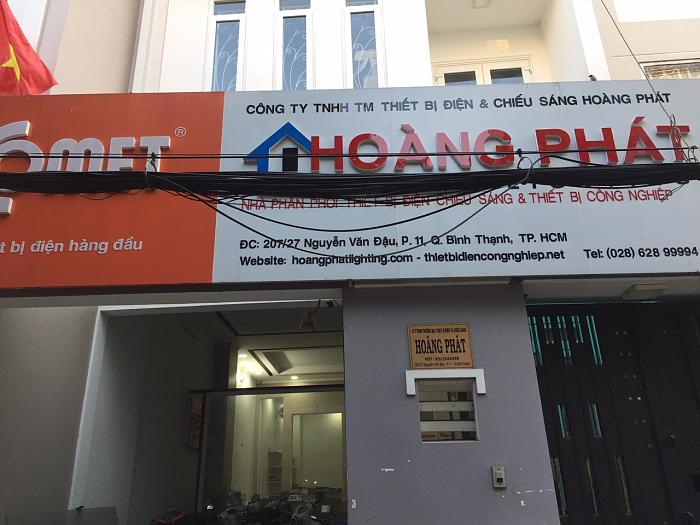 COMET ®
t bị điện hàng đầu
CÔNG TY TNHH TM THIẾT BỊ ĐIỆN & CHIẾU SÁNG HOÀNG PHÁT
HOÀNG PHÁT
NHÀ PHÂN PHỐI THIẾT BỊ ĐIỆN CHIẾU SÁNG & THIẾT BỊ CÔNG NGHIỆP
ĐC: 207/27 Nguyễn Văn Đậu, P. 11, Q. Bình Thạnh, TP. HCM
Website: hoangphatlighting.com - thietbidiencongnghiep.net
Tel: (028) 628 99994
HOÀNG PHÁT